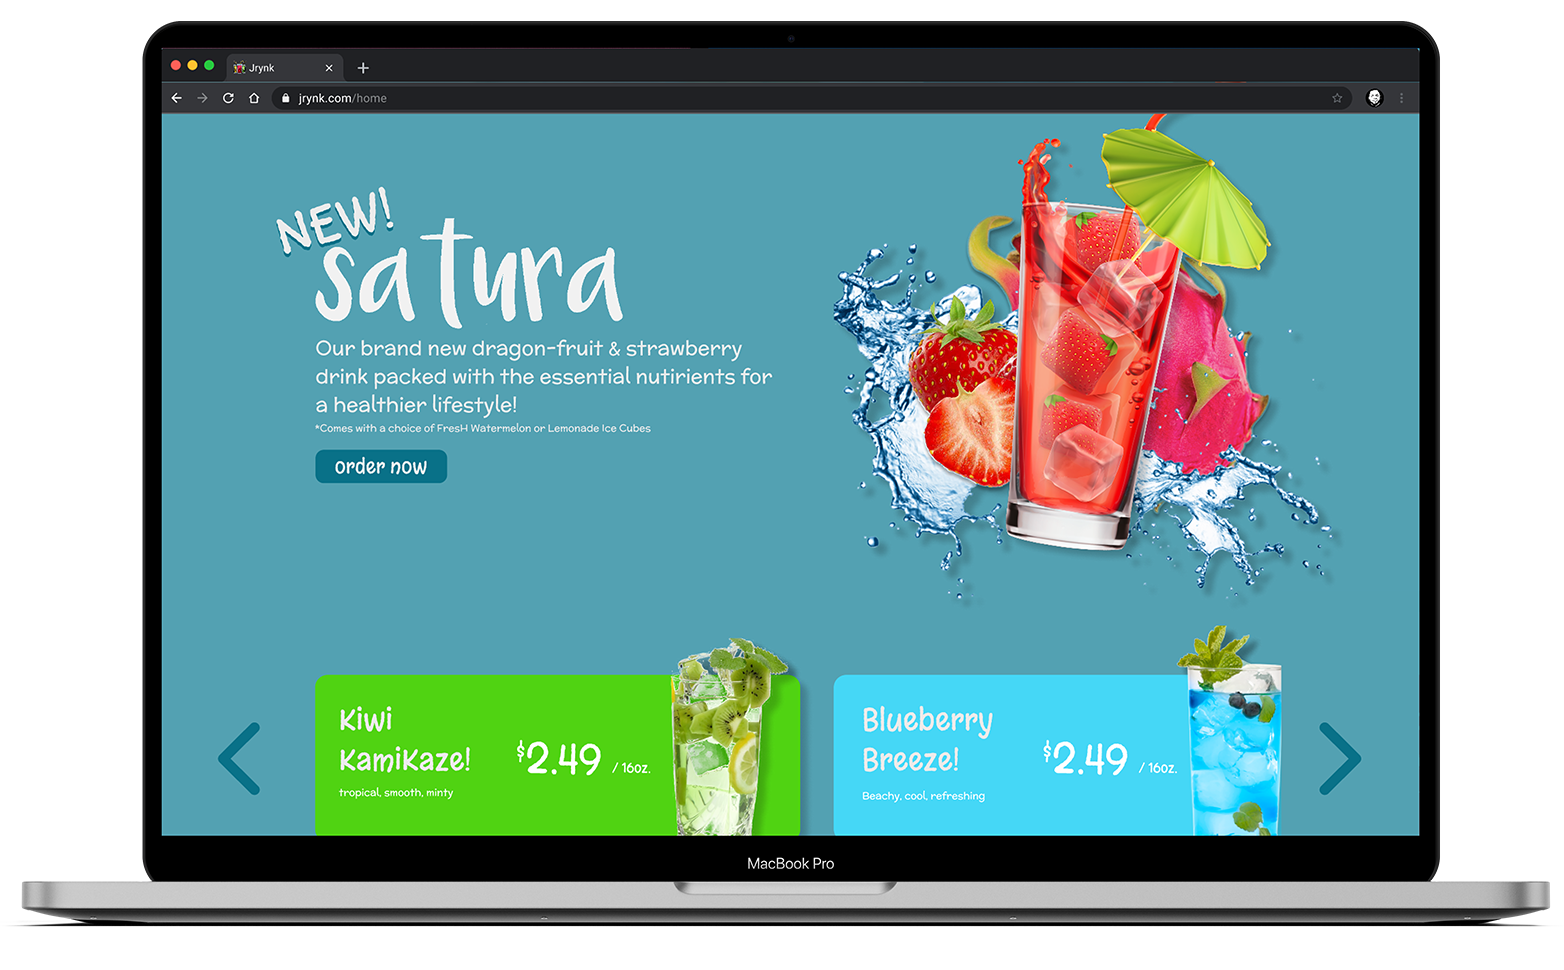 Jrynk
jrynk.com/home
NEW!
satura
Our brand new dragon-fruit & strawberry
drink packed with the essential nutirients for
a healthier lifestyle!
*Comes with a choice of FresH Watermelon or Lemonade Ice Cubes
order now
Kiwi
KamiKaze!
$2.49 / 16oz.
tropical, smooth, minty
Blueberry
Breeze!
$2.49 / 16oz.
Beachy, cool, refreshing
MacBook Pro